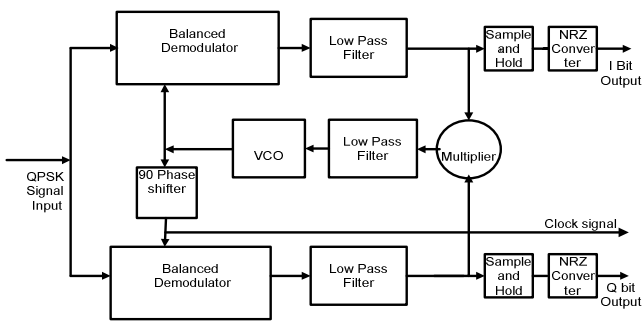 Balanced
Demodulator
Low Pass
Filter
Sample
and
Hold
NRZ
Conver
ter
I Bit
Output
QPSK
Signal
Input
90 Phase
shifter
VCO
Low Pass
Filter
Multiplier
Clock signal
Balanced
Demodulator
Low Pass
Filter
Sample
and
Hold
NRZ
Conver
ter
Q bit
Output